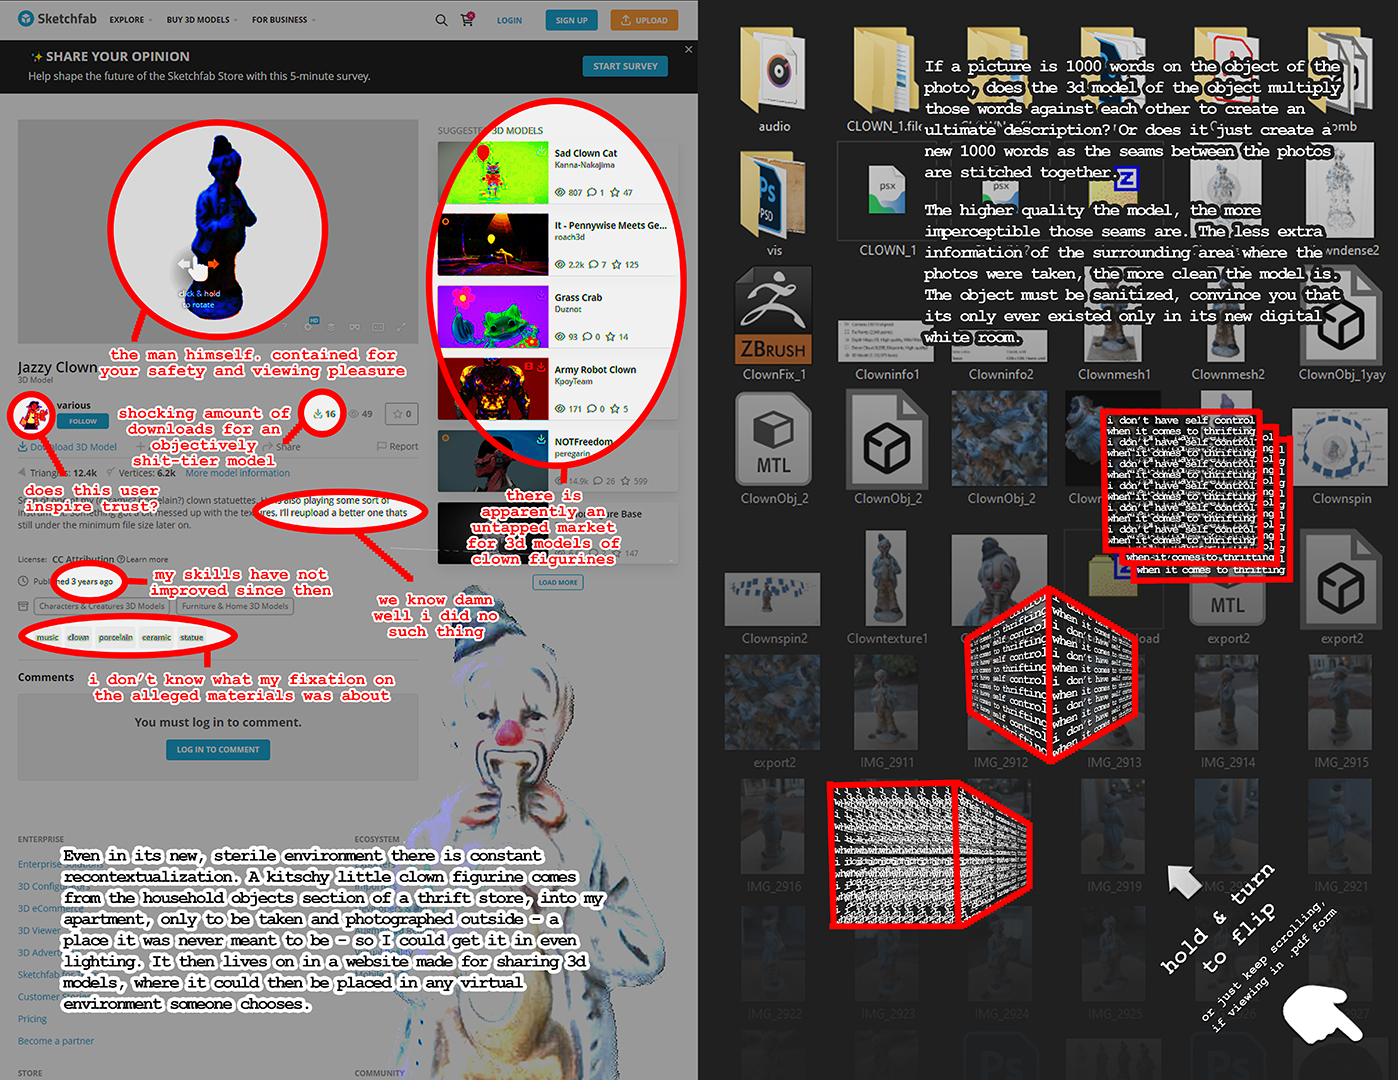 Sketchfab
EXPLORE BUY 3D MODELS FOR BUSINESS
LOGIN SIGN UP UPLOAD
✨ SHARE YOUR OPINION
Help shape the future of the Sketchfab Store with this 5-minute survey.
START SURVEY
click & hold
to rotate
HD
the man himself. contained for
your safety and viewing pleasure
Jazzy Clown
3D Model
various
FOLLOW
16 49 0
shocking amount of
downloads for an
objectively
shit-tier model
Download 3D Model
Share
Report
Triangles: 12.4k Vertices: 6.2k More model information
does this user
inspire trust?
clown statuettes.
also playing some sort of
messed up with the
I'll reupload a better one thats
still under the minimum file size later on.
License: CC Attribution Learn more
Published 3 years ago
my skills have not
improved since then
we know damn
well i did no
such thing
Characters & Creatures 3D Models Furniture & Home 3D Models
music clown porcelain ceramic statue
i don't know what my fixation on
the alleged materials was about
Comments
You must log in to comment.
LOG IN TO COMMENT
SUGGESTED 3D MODELS
Sad Clown Cat
Kanna-Nakajima
807 1 47
It - Pennywise Meets Ge...
roach3d
2.2k 7 125
Grass Crab
Duznot
93 0 14
Army Robot Clown
KpoyTeam
171 0 5
NOTFreedom
peregarin
14.9k 26 599
Base
147
LOAD MORE
there is
apparently an
untapped market
for 3d models of
clown figurines
ENTERPRISE
ECOSYSTEM
Even in its new, sterile environment there is constant
recontextualization. A kitschy little clown figurine comes
from the household objects section of a thrift store, into my
apartment, only to be taken and photographed outside - a
place it was never meant to be - so I could get it in even
lighting. It then lives on in a website made for sharing 3d
models, where it could then be placed in any virtual
environment someone chooses.
Enterprise
3D eCommerce
3D Viewer
Sketchfab
Customer
Pricing
Become a partner
STORE
COMMUNITY
If a picture is 1000 words on the object of the
photo, does the 3d model of the object multiply
those words against each other to create an
ultimate description? Or does it just create a
new 1000 words as the seams between the photos
are stitched together.
The higher quality the model, the more
imperceptible those seams are. The less extra
information of the surrounding area where the
photos were taken, the more clean the model is.
The object must be sanitized, convince you that
its only ever existed only in its new digital
white room.
audio CLOWN_1.file
psx psx
Ps
PSD
vis CLOWN_1
ZBRUSH
ClownFix_1 Clowninfo1 Clowninfo2 Clownmesh1 Clownmesh2 ClownObj_1yay
MTL
ClownObj_2 ClownObj_2 ClownObj_2 Clownspin
i don't have self control
when it comes to thrifting
i don't have self control
when it comes to thrifting
i don't have self control
when it comes to thrifting
i don't have self control
when it comes to thrifting
i don't have self control
when it comes to thrifting
i don't have self control
when it comes to thrifting
when it comes to thrifting
when it comes to thrifting
MTL
Clownspin2 Clowntexture1 export2 export2
i don't have self control
when it comes to thrifting
export2 IMG_2911 IMG_2912 IMG_2913 IMG_2914 IMG_2915
IMG_2916 IMG_2919 IMG_2921
IMG_2922 IMG_2923 IMG_2924 IMG_2925
hold & turn
to flip
or just keep scrolling,
if viewing in .pdf form
Ps Ps